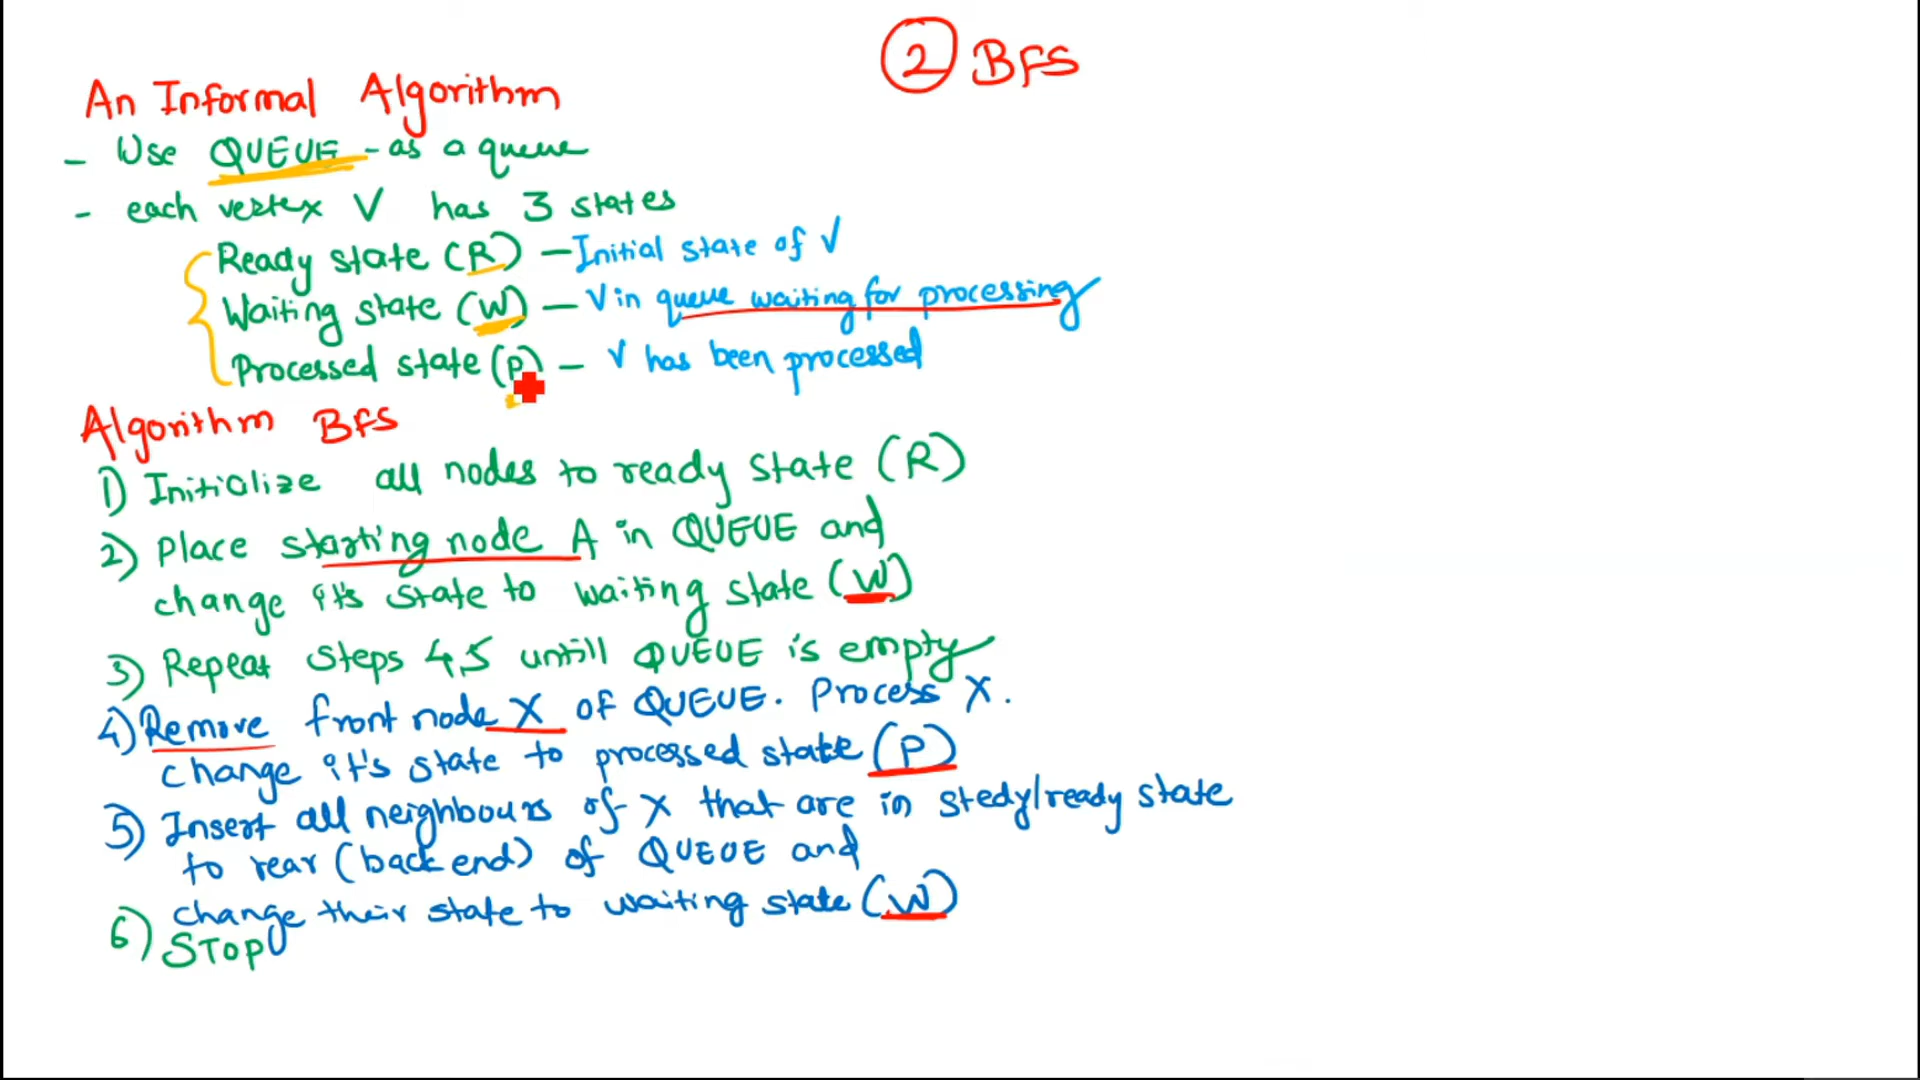 ② BFS
An Informal Algorithm
- Use QUEUE - as a queue
- each vertex V has 3 states
Ready state (R) - Initial state of V
Waiting state (W) - V in queue waiting for processing
Processed state (P) - V has been processed
Algorithm BFS
1) Initialize all nodes to ready state (R)
2) Place starting node A in QUEUE and
change it's state to waiting state (W)
3) Repeat steps 4,5 untill QUEUE is empty
4) Remove front node X of QUEUE. Process X.
change it's state to processed state (P)
5) Insert all neighbours of X that are in stedy/ready state
to rear (back end) of QUEUE and
change their state to waiting state (W)
6) STOP